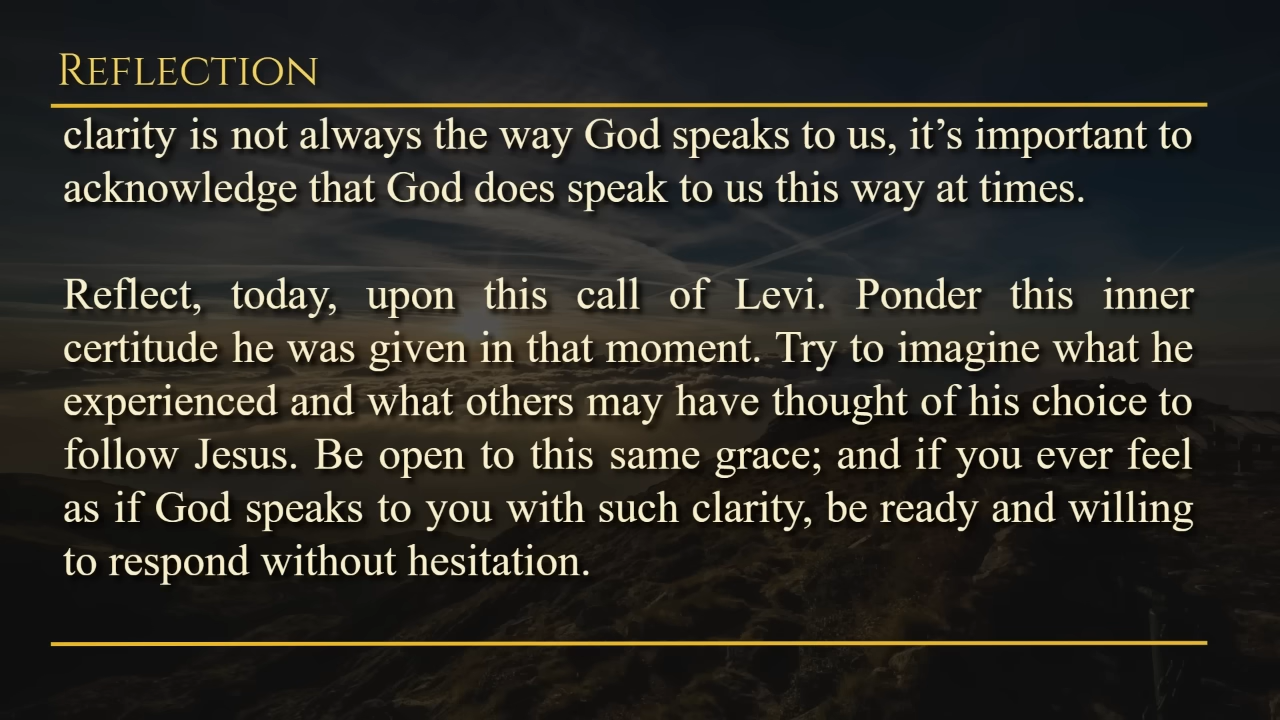 Reflection
clarity is not always the way God speaks to us, it’s important to
acknowledge that God does speak to us this way at times.
Reflect, today, upon this call of Levi. Ponder this inner
certitude he was given in that moment. Try to imagine what he
experienced and what others may have thought of his choice to
follow Jesus. Be open to this same grace; and if you ever feel
as if God speaks to you with such clarity, be ready and willing
to respond without hesitation.